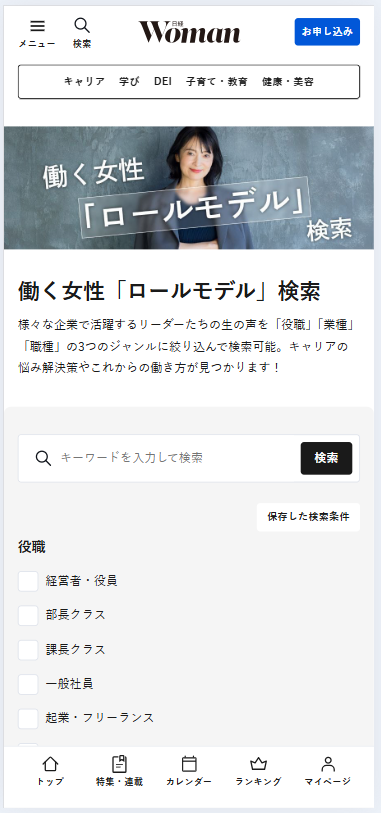 メニュー
検索
日経
Woman
お申し込み
キャリア 学び DEI 子育て・教育 健康・美容
働く女性
「ロールモデル」
検索
働く女性「ロールモデル」検索
様々な企業で活躍するリーダーたちの生の声を「役職」「業種」
「職種」の3つのジャンルに絞り込んで検索可能。キャリアの
悩み解決策やこれからの働き方が見つかります！
キーワードを入力して検索
検索
保存した検索条件
役職
経営者・役員
部長クラス
課長クラス
一般社員
起業・フリーランス
トップ 特集・連載 カレンダー ランキング マイページ